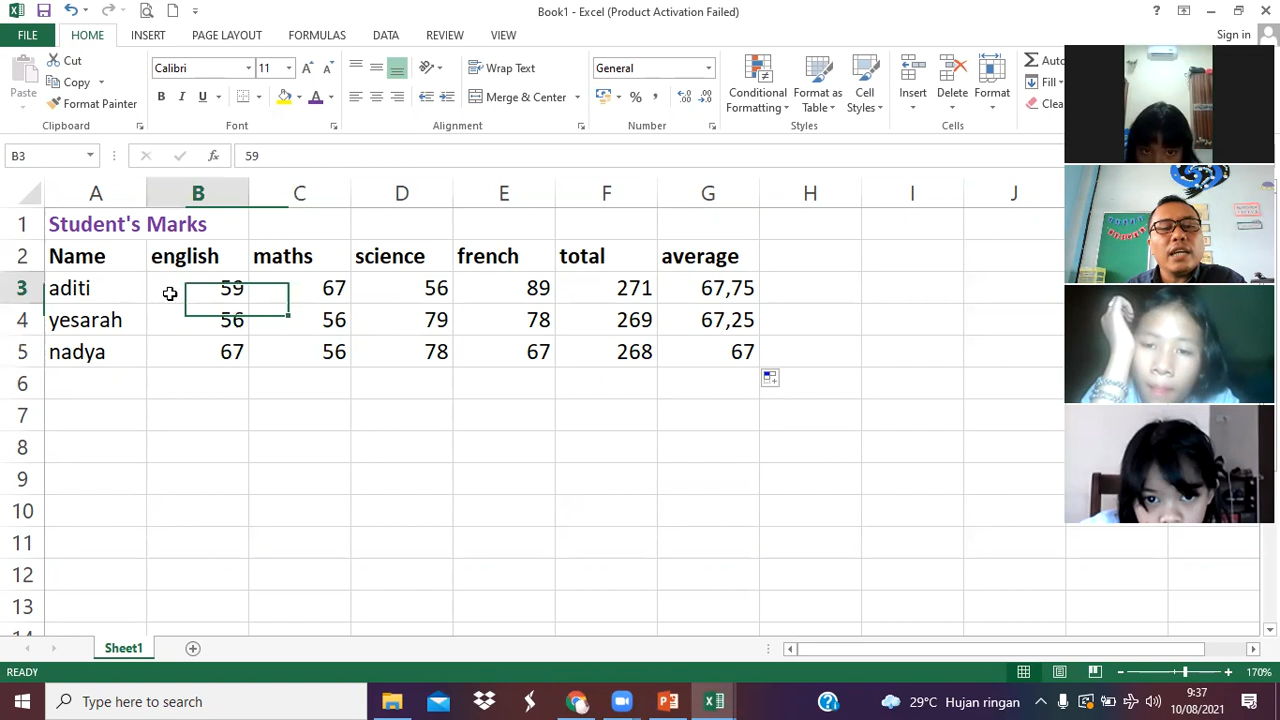 Book1 - Excel (Product Activation Failed)
FILE HOME INSERT PAGE LAYOUT FORMULAS DATA REVIEW VIEW Sign in
Cut
Copy
Format Painter
Paste
Clipboard
Calibri 11
B I U A
Font
Wrap Text
Merge & Center
Alignment
General
%
Number
Conditional Formatting
Format as Table
Cell Styles
Styles
Insert
Delete
Format
Cells
Auto
Fill
Clea
B3 fx 59
A B C D E F G H I J
1 Student's Marks
2 Name english maths science french total average
3 aditi 59 67 56 89 271 67,75
4 yesarah 56 56 79 78 269 67,25
5 nadya 67 56 78 67 268 67
6
7
8
9
10
11
12
13
14
Sheet1
READY 170%
Type here to search
29°C Hujan ringan
9:37
10/08/2021